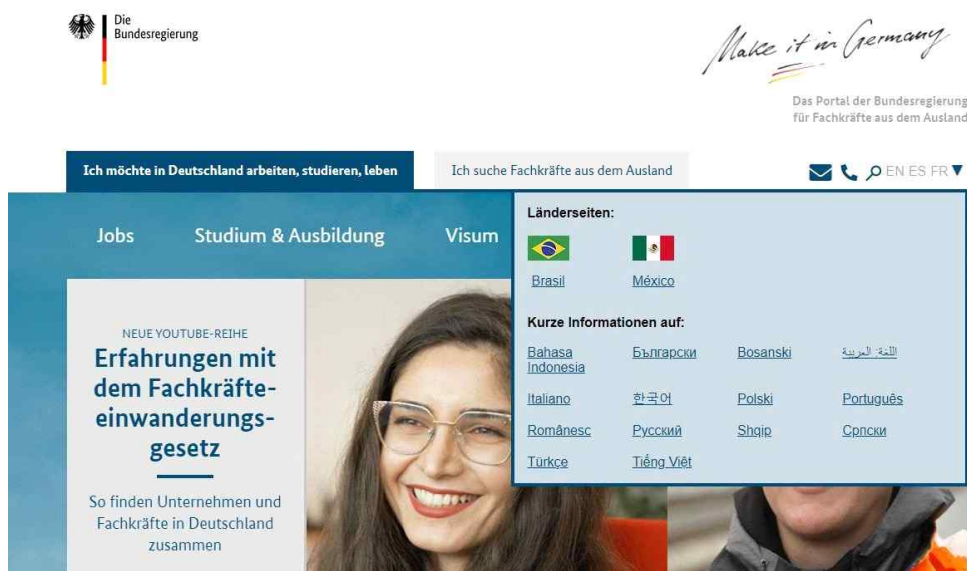 Die
Bundesregierung
Make it in Germany
Das Portal der Bundesregierung
für Fachkräfte aus dem Ausland
Ich möchte in Deutschland arbeiten, studieren, leben
Ich suche Fachkräfte aus dem Ausland
EN ES FR
Jobs
Studium & Ausbildung
Visum
Länderseiten:
Brasil
México
Kurze Informationen auf:
Bahasa
Indonesia
Български
Bosanski
اللغة العربية
Italiano
한국어
Polski
Português
Românesc
Русский
Shqip
Српски
Türkçe
Tiếng Việt
NEUE YOUTUBE-REIHE
Erfahrungen mit
dem Fachkräfte-
einwanderungs-
gesetz
So finden Unternehmen und
Fachkräfte in Deutschland
zusammen